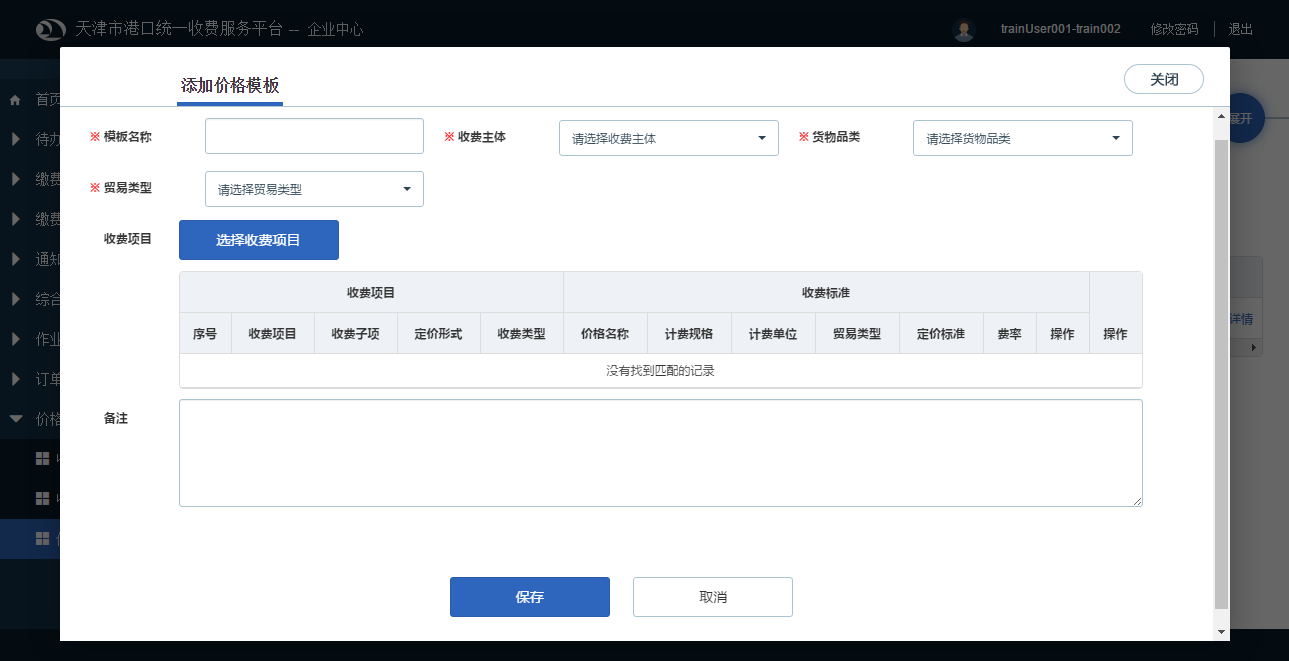 天津市港口统一收费服务平台 -- 企业中心
trainUser001-train002 修改密码 退出
添加价格模板
关闭
首页
待办
缴费
缴费
通知
综合
作业
订单
价格
展开
详情
※ 模板名称
※ 收费主体 请选择收费主体
※ 货物品类 请选择货物品类
※ 贸易类型 请选择贸易类型
收费项目 选择收费项目
收费项目 收费标准 操作
序号 收费项目 收费子项 定价形式 收费类型 价格名称 计费规格 计费单位 贸易类型 定价标准 费率 操作
没有找到匹配的记录
备注
保存 取消